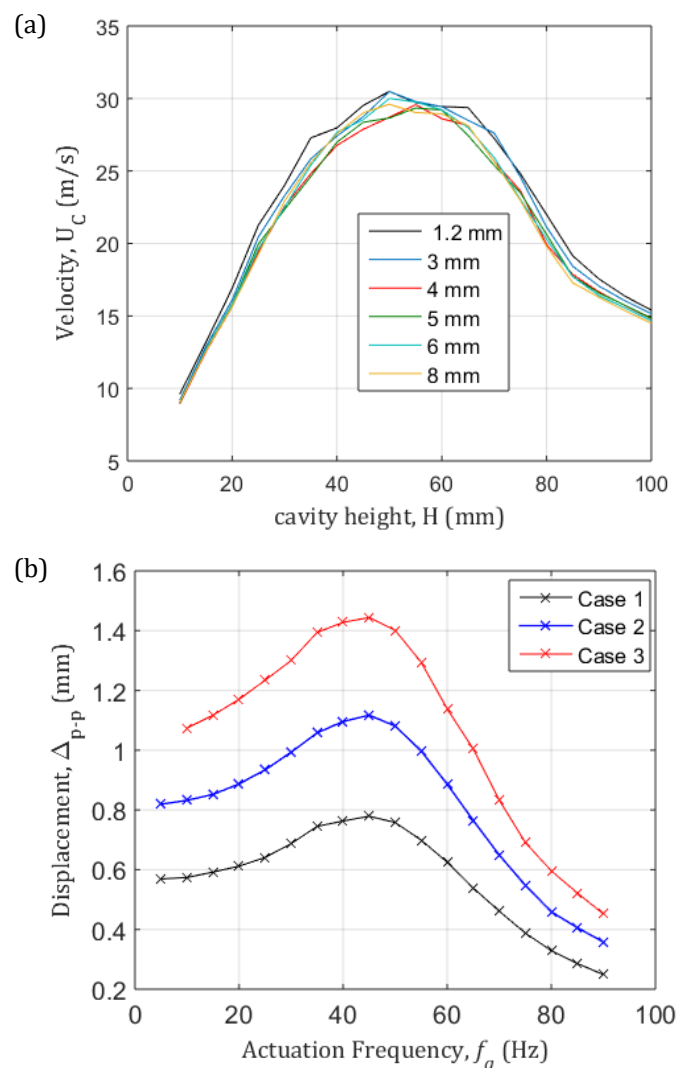 (a)
35
30
25
20
15
10
5
Velocity, U_C (m/s)
1.2 mm
3 mm
4 mm
5 mm
6 mm
8 mm
0 20 40 60 80 100
cavity height, H (mm)
(b)
1.6
1.4
1.2
1
0.8
0.6
0.4
0.2
Displacement, Δ_p-p (mm)
Case 1
Case 2
Case 3
0 20 40 60 80 100
Actuation Frequency, f_a (Hz)